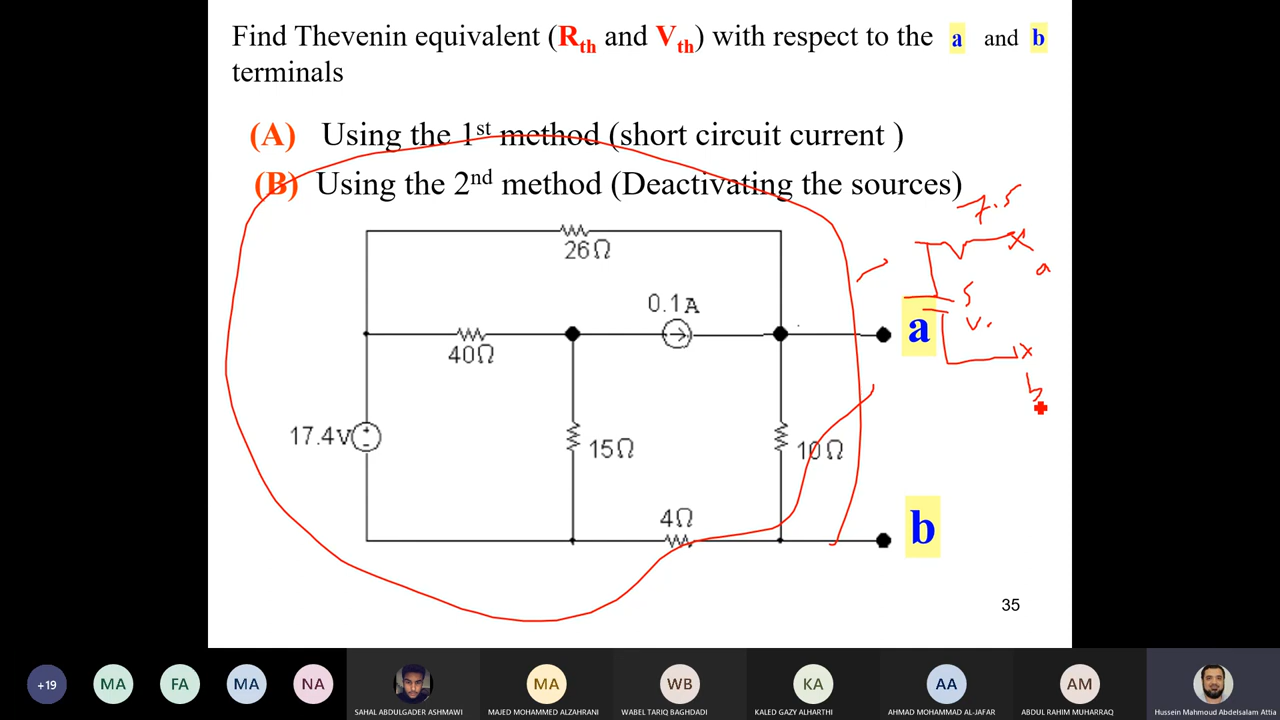 Find Thevenin equivalent (Rth and Vth) with respect to the a and b
terminals
(A) Using the 1st method (short circuit current )
(B) Using the 2nd method (Deactivating the sources)
7.5
26Ω
a
0.1A
5
V.
a
40Ω
b
17.4v
15Ω
10Ω
4Ω
b
35
+19
MA
FA
MA
NA
SAHAL ABDULGADER ASHMAWI
MA
MAJED MOHAMMED ALZAHRANI
WB
WABEL TARIQ BAGHDADI
KA
KALED GAZY ALHARTHI
AA
AHMAD MOHAMMAD AL-JAFAR
AM
ABDUL RAHIM MUHARRAQ
Hussein Mahmoud Abdelsalam Attia